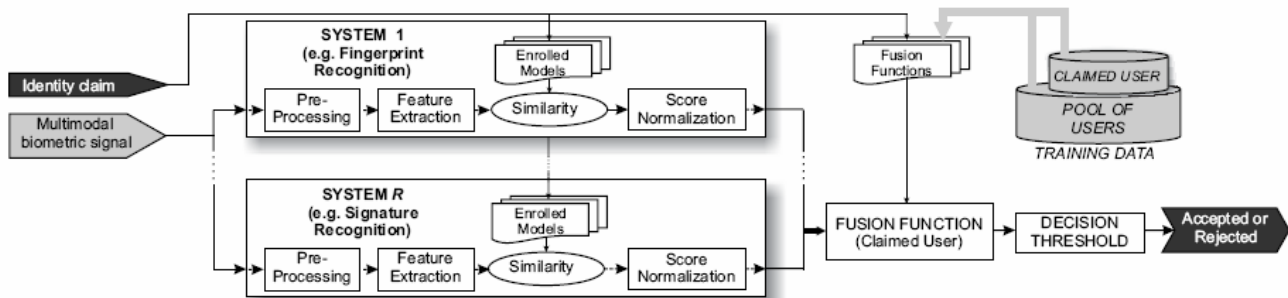 SYSTEM 1
(e.g. Fingerprint
Recognition)
Enrolled
Models
Fusion
Functions
CLAIMED USER
POOL OF
USERS
TRAINING DATA
Identity claim
Multimodal
biometric signal
Pre-
Processing
Feature
Extraction
Similarity
Score
Normalization
SYSTEM R
(e.g. Signature
Recognition)
Enrolled
Models
Pre-
Processing
Feature
Extraction
Similarity
Score
Normalization
FUSION FUNCTION
(Claimed User)
DECISION
THRESHOLD
Accepted or
Rejected